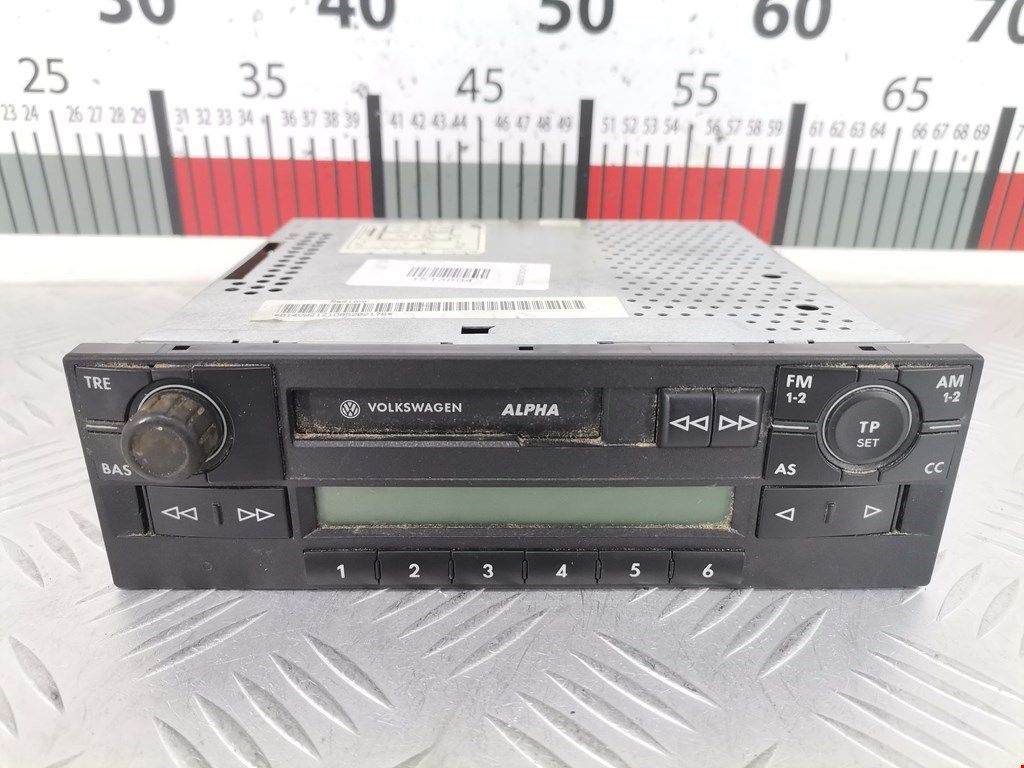 30 40 50 60 70
25 35 45 55 65
23 24 26 27 28 29 31 32 33 34 36 37 38 39 41 42 43 44 46 47 48 49 51 52 53 54 56 57 58 59 61 62 63 64 66 67 68 69
TRE
BAS
VOLKSWAGEN ALPHA
FM 1-2
AM 1-2
TP
SET
AS
CC
1 2 3 4 5 6